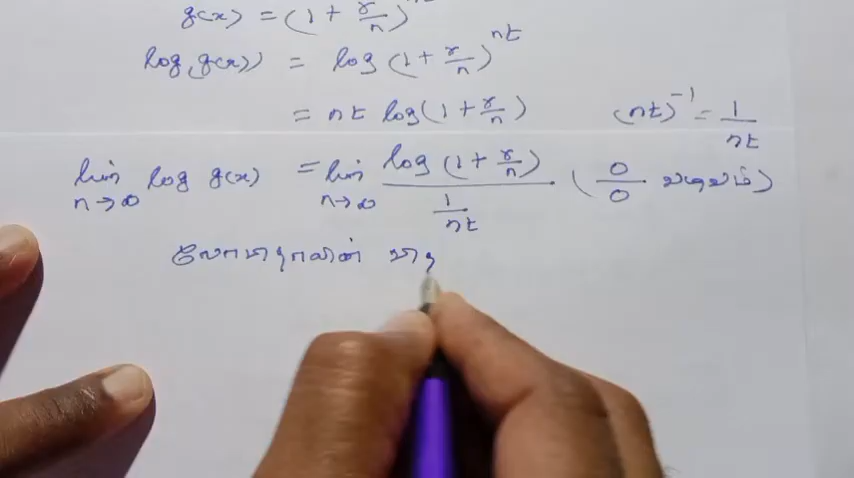 g(x) = (1 + r/n)^nt
log(g(x)) = log(1 + r/n)^nt
= nt log(1 + r/n) (nt)^-1 = 1/nt
lim n→∞ log g(x) = lim n→∞ log(1 + r/n) / (1/nt) (0/0 வடிவம்)
லோபிதாலின்